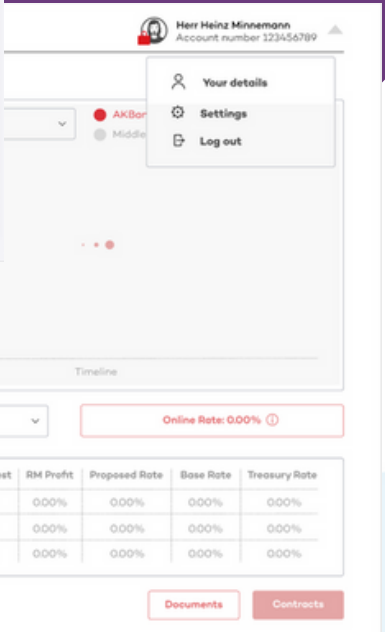 Herr Heinz Minnemann
Account number 123456789
Your details
Settings
Log out
AKBan
Middle
Timeline
Online Rate: 0.00%
RM Profit Proposed Rate Base Rate Treasury Rate
0.00% 0.00% 0.00% 0.00%
0.00% 0.00% 0.00% 0.00%
0.00% 0.00% 0.00% 0.00%
Documents Contracts